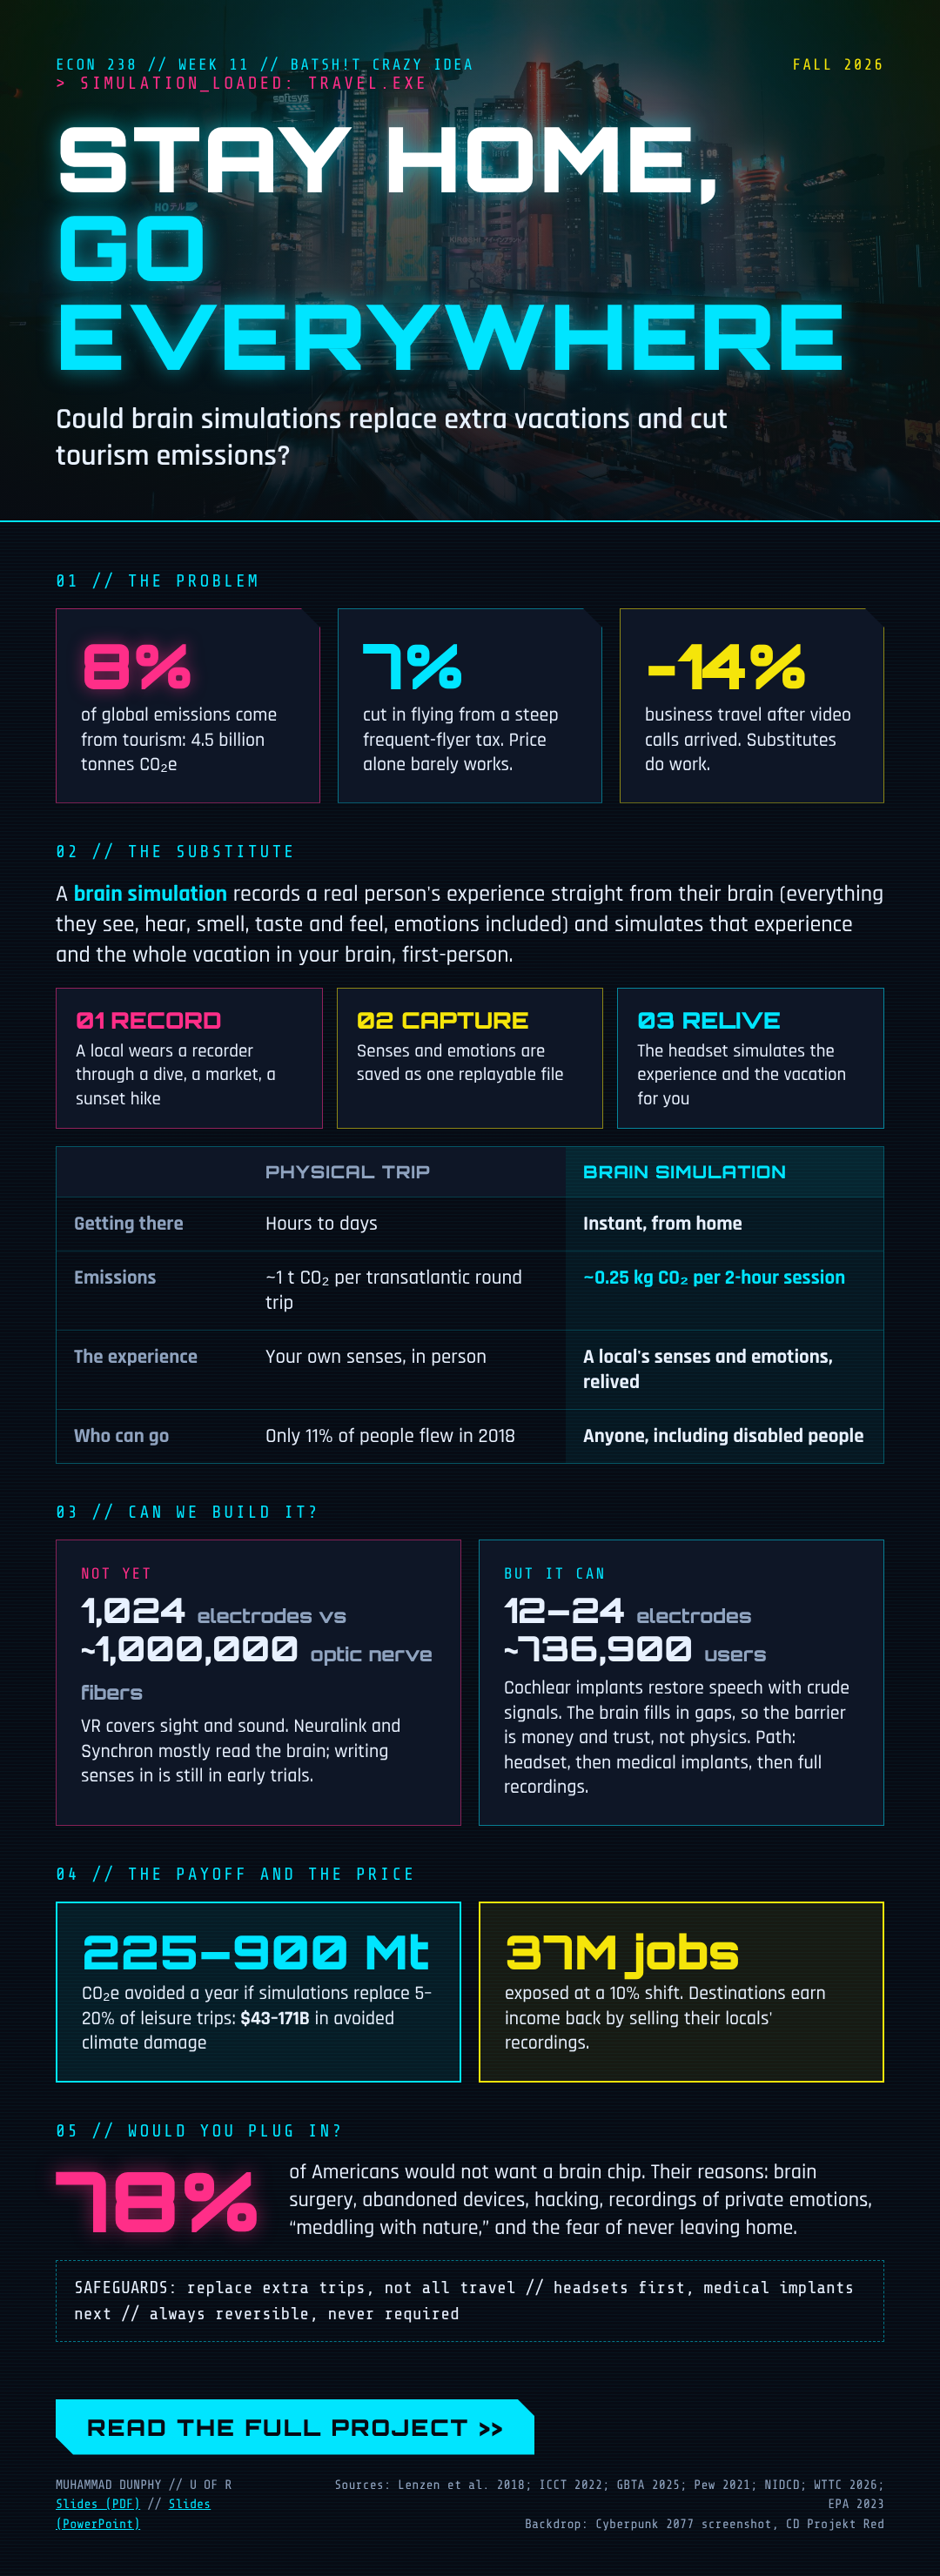 ECON 238 // WEEK 11 // BATSH!T CRAZY IDEA
FALL 2026
> SIMULATION_LOADED: TRAVEL.EXE
softsys
STAY HOME,
HOテル
GO
EVERYWHERE
Could brain simulations replace extra vacations and cut
tourism emissions?
01 // THE PROBLEM
8%
of global emissions come
from tourism: 4.5 billion
tonnes CO₂e
7%
cut in flying from a steep
frequent-flyer tax. Price
alone barely works.
-14%
business travel after video
calls arrived. Substitutes
do work.
02 // THE SUBSTITUTE
A brain simulation records a real person's experience straight from their brain (everything
they see, hear, smell, taste and feel, emotions included) and simulates that experience
and the whole vacation in your brain, first-person.
01 RECORD
A local wears a recorder
through a dive, a market, a
sunset hike
02 CAPTURE
Senses and emotions are
saved as one replayable file
03 RELIVE
The headset simulates the
experience and the vacation
for you
PHYSICAL TRIP
BRAIN SIMULATION
Getting there
Hours to days
Instant, from home
Emissions
~1 t CO₂ per transatlantic round
trip
~0.25 kg CO₂ per 2-hour session
The experience
Your own senses, in person
A local's senses and emotions,
relived
Who can go
Only 11% of people flew in 2018
Anyone, including disabled people
03 // CAN WE BUILD IT?
NOT YET
1,024 electrodes vs
~1,000,000 optic nerve
fibers
VR covers sight and sound. Neuralink and
Synchron mostly read the brain; writing
senses in is still in early trials.
BUT IT CAN
12–24 electrodes
~736,900 users
Cochlear implants restore speech with crude
signals. The brain fills in gaps, so the barrier
is money and trust, not physics. Path:
headset, then medical implants, then full
recordings.
04 // THE PAYOFF AND THE PRICE
225–900 Mt
CO₂e avoided a year if simulations replace 5–
20% of leisure trips: $43–171B in avoided
climate damage
37M jobs
exposed at a 10% shift. Destinations earn
income back by selling their locals'
recordings.
05 // WOULD YOU PLUG IN?
78%
of Americans would not want a brain chip. Their reasons: brain
surgery, abandoned devices, hacking, recordings of private emotions,
“meddling with nature,” and the fear of never leaving home.
SAFEGUARDS: replace extra trips, not all travel // headsets first, medical implants
next // always reversible, never required
READ THE FULL PROJECT >>
MUHAMMAD DUNPHY // U OF R
Slides (PDF) // Slides
(PowerPoint)
Sources: Lenzen et al. 2018; ICCT 2022; GBTA 2025; Pew 2021; NIDCD; WTTC 2026;
EPA 2023
Backdrop: Cyberpunk 2077 screenshot, CD Projekt Red